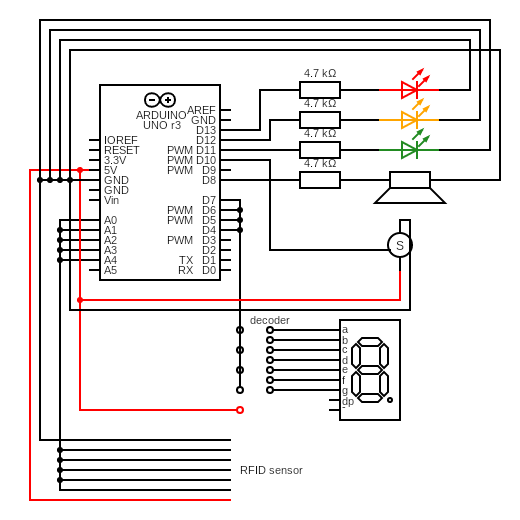 4.7 kΩ
4.7 kΩ
4.7 kΩ
4.7 kΩ
ARDUINO
UNO r3
AREF
GND
D13
D12
PWM D11
PWM D10
PWM D9
D8
IOREF
RESET
3.3V
5V
GND
GND
Vin
D7
PWM D6
PWM D5
D4
PWM D3
D2
TX D1
RX D0
A0
A1
A2
A3
A4
A5
S
decoder
a
b
c
d
e
f
g
dp
-
RFID sensor